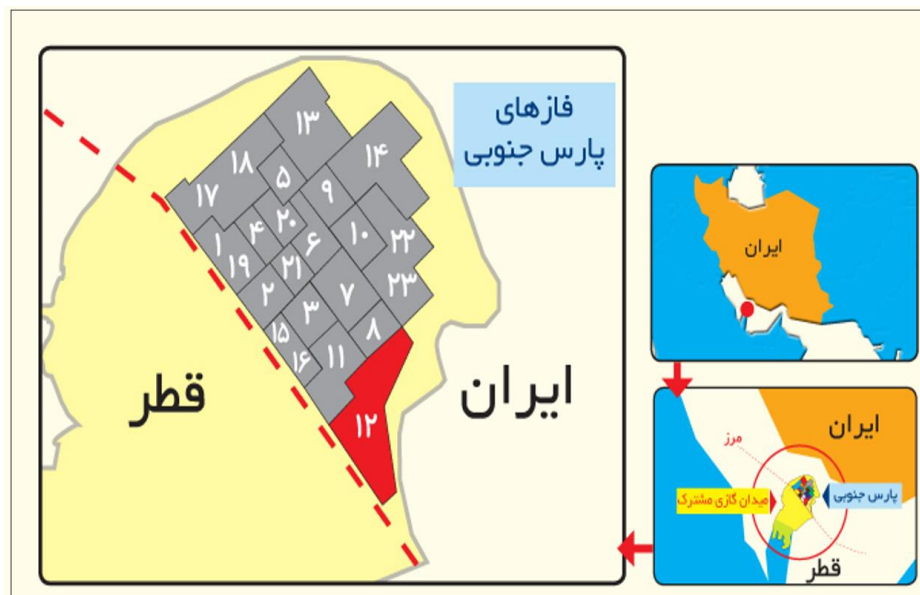 فازهای
پارس جنوبی
۱۳
۱۴
۱۸
۵
۱۷
۹
۴
۲۰
۱
۶
۱۰
۲۲
۱۹
۲۱
۲۳
۲
۷
۳
۱۵
۸
۱۶
۱۱
۱۲
قطر
ایران
ایران
ایران
مرز
پارس جنوبی
میدان گازی مشترک
قطر